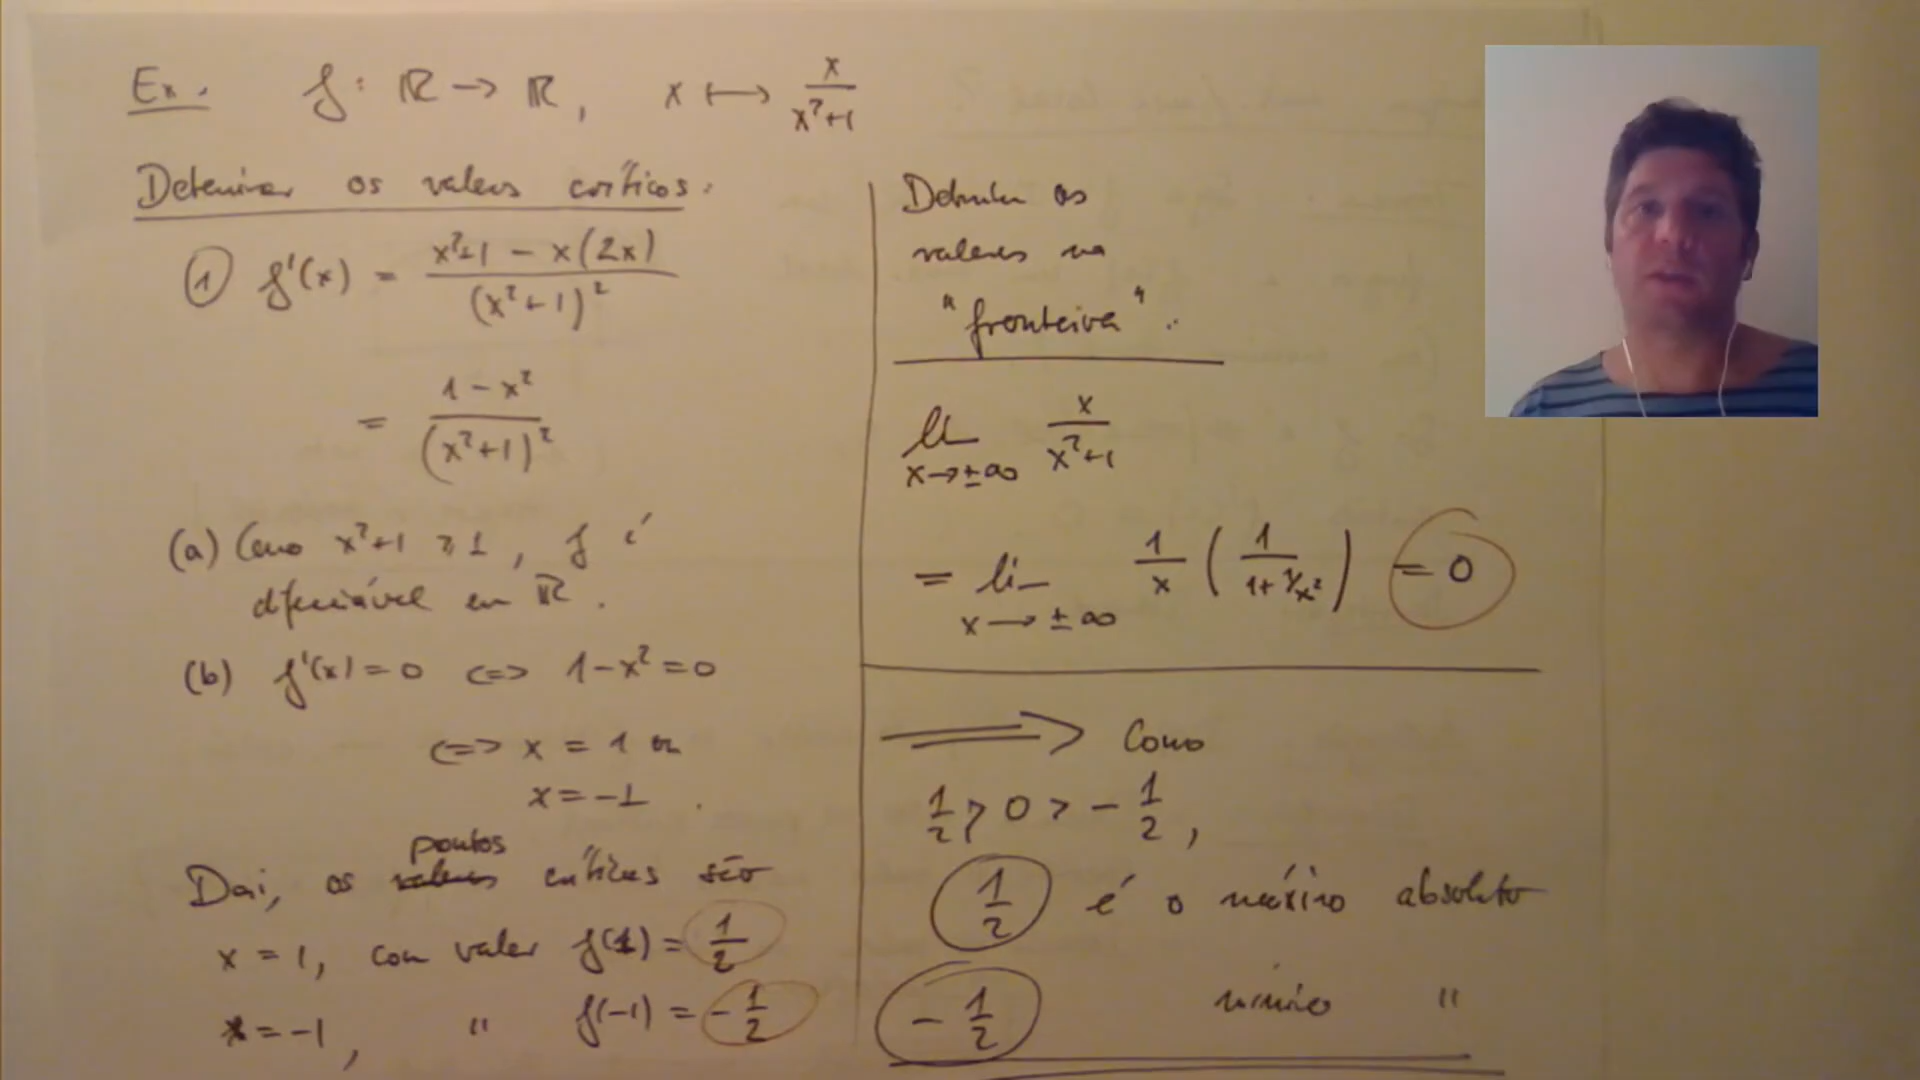 Ex. f: ℝ → ℝ, x ↦ x/(x²+1)
Determinar os valores críticos:
① f'(x) = (x²+1 - x(2x))/(x²+1)²
= (1 - x²)/(x²+1)²
(a) Como x²+1 ≥ 1, f é
diferenciável em ℝ.
(b) f'(x) = 0 <=> 1-x² = 0
<=> x = 1 ou
x = -1.
pontos
Daí, os valores críticos são
x = 1, com valor f(1) = 1/2
x = -1, " f(-1) = -1/2
Determinar os
valores na
"fronteira":
lim x→±∞ x/(x²+1)
= lim x→±∞ 1/x (1/(1+1/x²)) = 0
⟹ Como
1/2 > 0 > -1/2,
1/2 é o máximo absoluto
-1/2 mínimo "